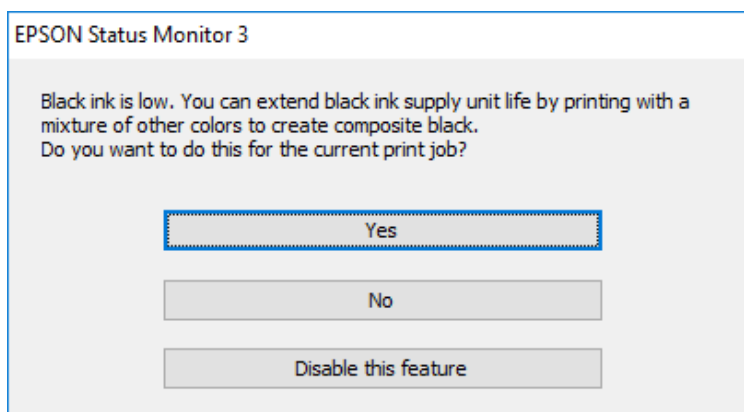 EPSON Status Monitor 3
Black ink is low. You can extend black ink supply unit life by printing with a
mixture of other colors to create composite black.
Do you want to do this for the current print job?
Yes
No
Disable this feature